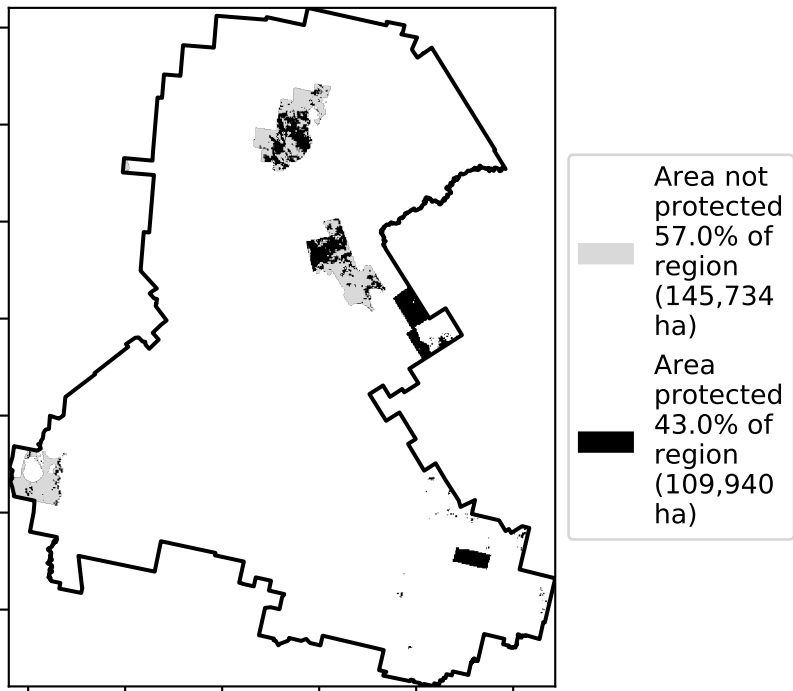 Area not
protected
57.0% of
region
(145,734
ha)
Area
protected
43.0% of
region
(109,940
ha)